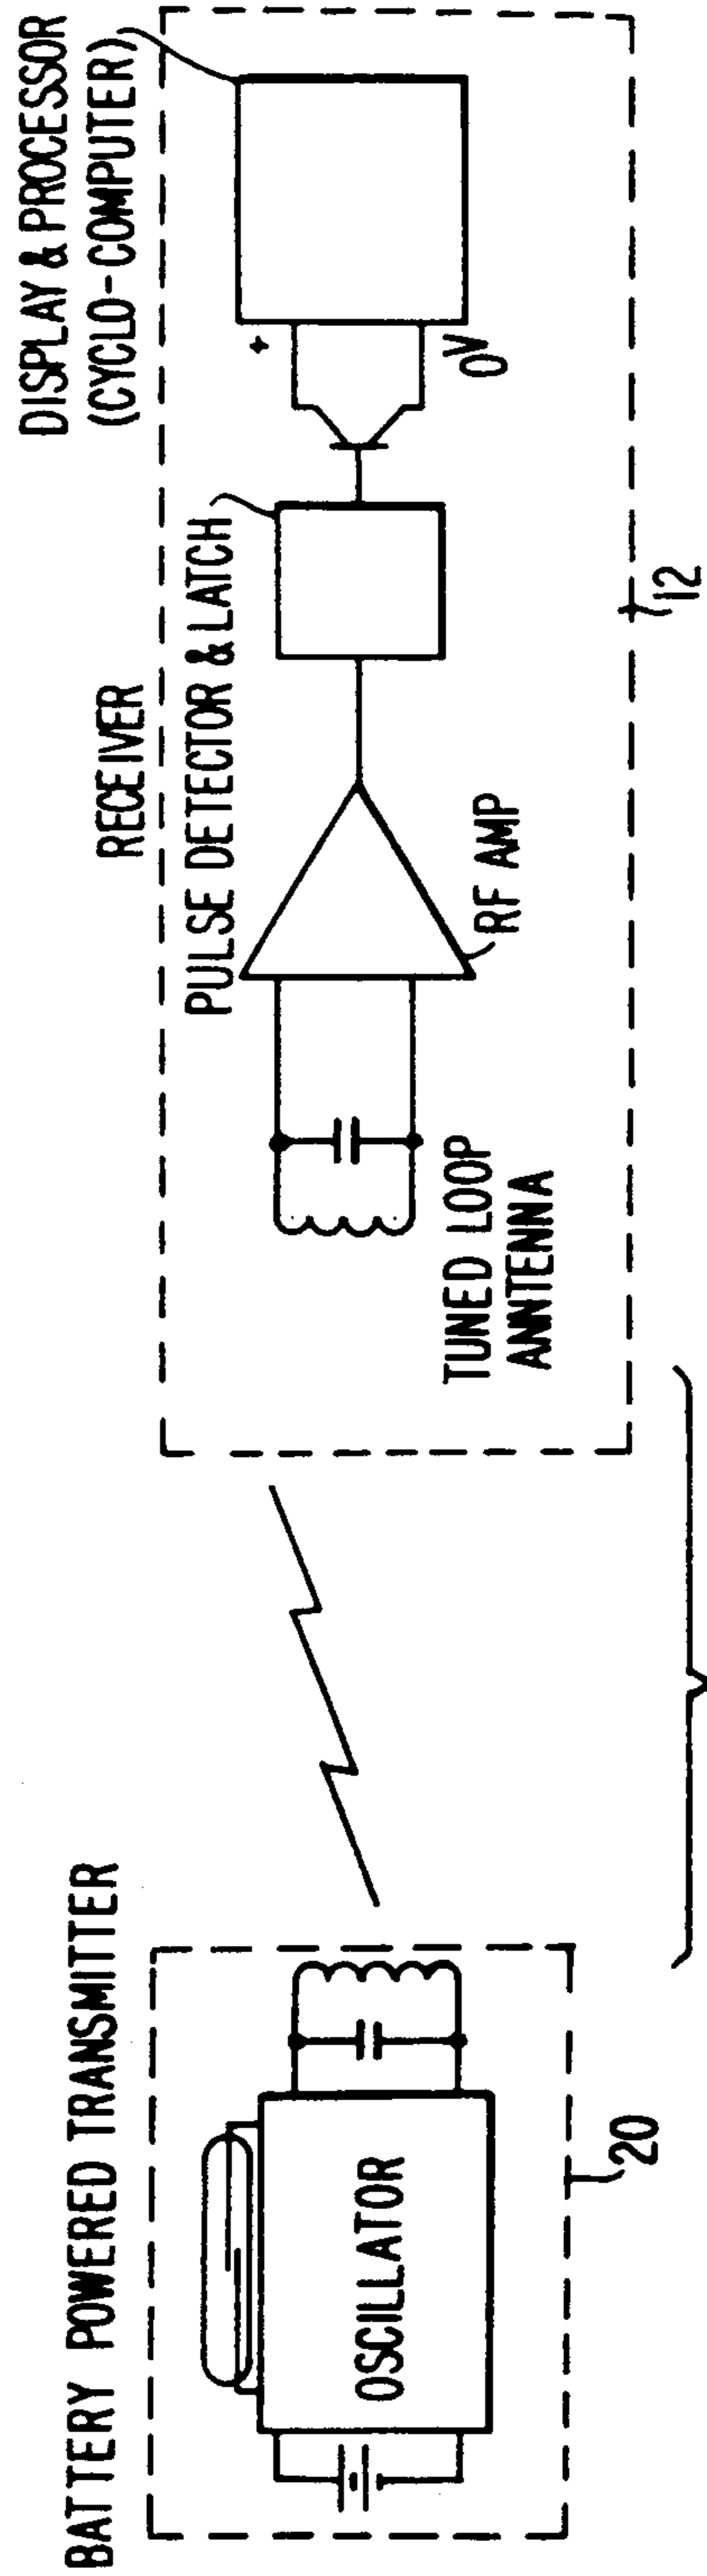 BATTERY POWERED TRANSMITTER
OSCILLATOR
20
RECEIVER
DISPLAY & PROCESSOR
(CYCLO-COMPUTER)
PULSE DETECTOR & LATCH
RF AMP
TUNED LOOP
ANNTENNA
+
0V
12